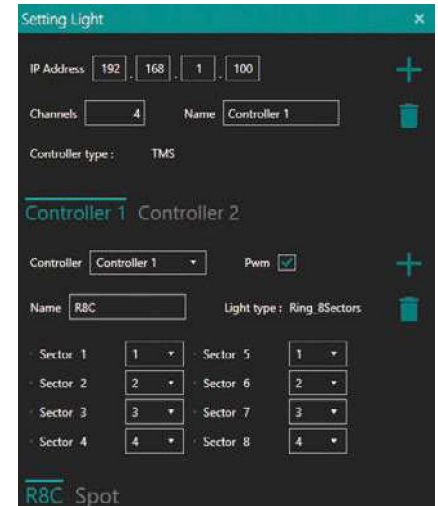 Setting Light ×
IP Address 192 . 168 . 1 . 100
Channels 4 Name Controller 1
Controller type : TMS
Controller 1 Controller 2
Controller Controller 1 Pwm
Name R8C Light type : Ring_8Sectors
Sector 1 1 Sector 5 1
Sector 2 2 Sector 6 2
Sector 3 3 Sector 7 3
Sector 4 4 Sector 8 4
R8C Spot